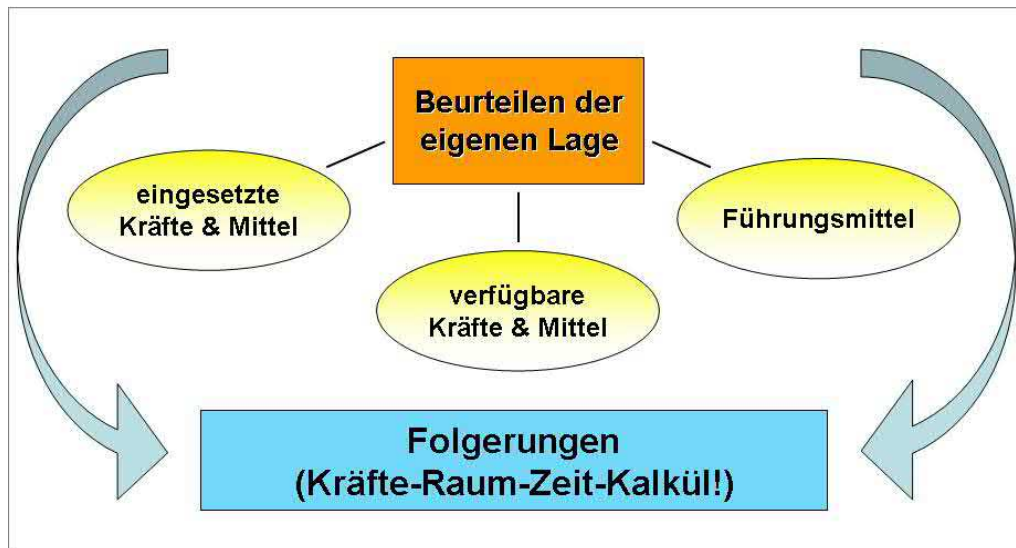 Beurteilen der
eigenen Lage
eingesetzte
Kräfte & Mittel
Führungsmittel
verfügbare
Kräfte & Mittel
Folgerungen
(Kräfte-Raum-Zeit-Kalkül!)